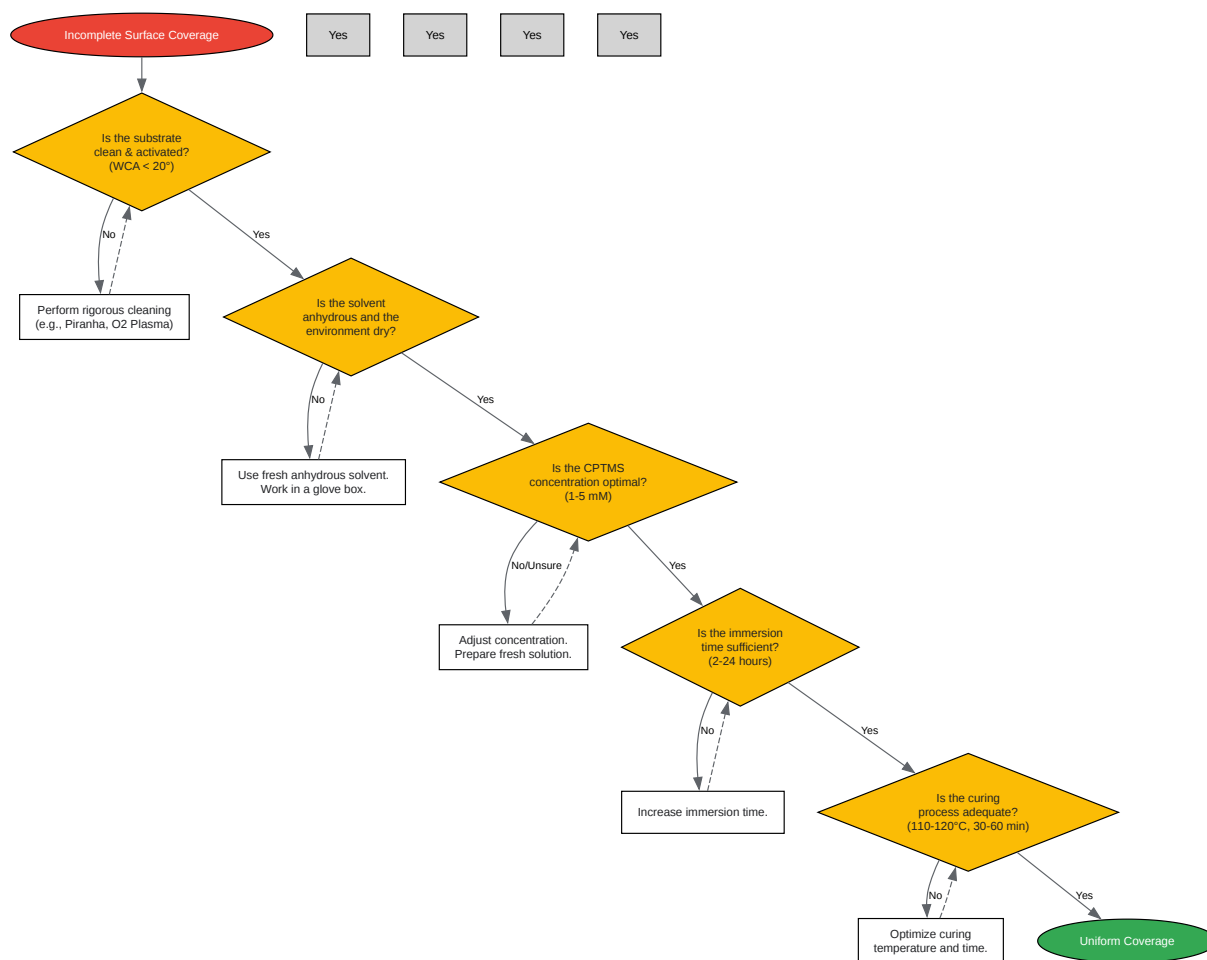 Incomplete Surface Coverage
Yes
Yes
Yes
Yes
Is the substrate
clean & activated?
(WCA < 20°)
No
Yes
Perform rigorous cleaning
(e.g., Piranha, O2 Plasma)
Is the solvent
anhydrous and the
environment dry?
No
Yes
Use fresh anhydrous solvent.
Work in a glove box.
Is the CPTMS
concentration optimal?
(1-5 mM)
No/Unsure
Yes
Adjust concentration.
Prepare fresh solution.
Is the immersion
time sufficient?
(2-24 hours)
No
Yes
Increase immersion time.
Is the curing
process adequate?
(110-120°C, 30-60 min)
No
Yes
Optimize curing
temperature and time.
Uniform Coverage